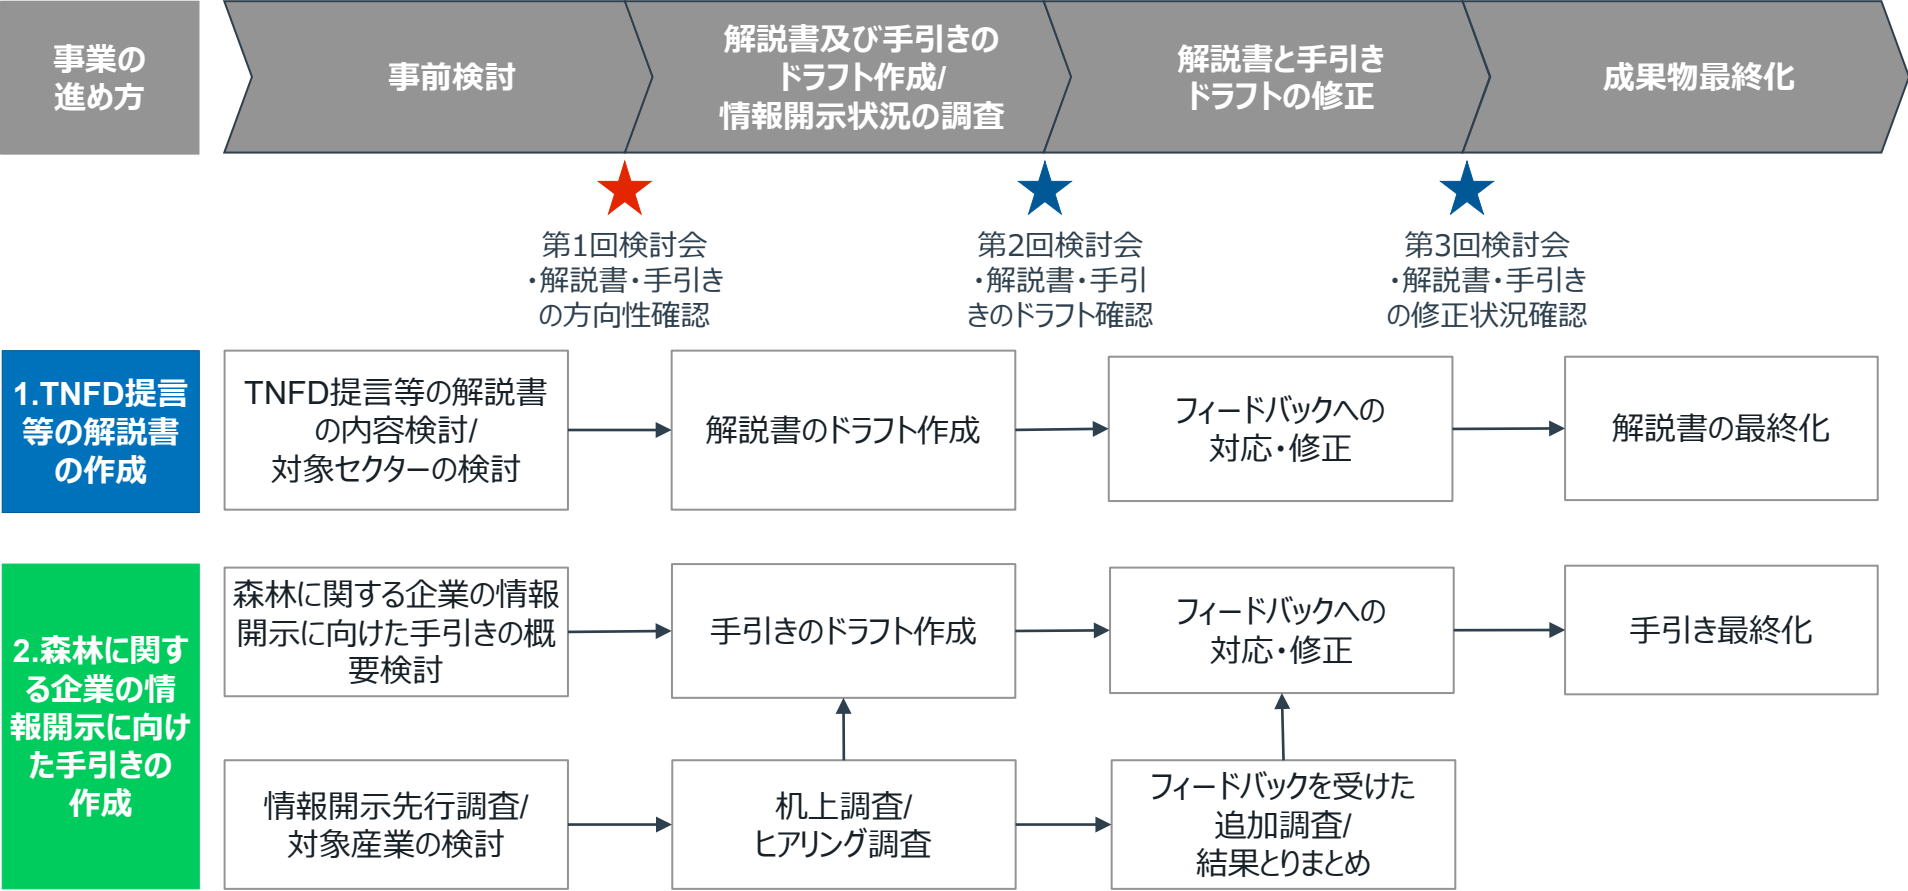 事業の
進め方
事前検討
解説書及び手引きの
ドラフト作成/
情報開示状況の調査
解説書と手引き
ドラフトの修正
成果物最終化
第1回検討会
・解説書・手引き
の方向性確認
第2回検討会
・解説書・手引
きのドラフト確認
第3回検討会
・解説書・手引き
の修正状況確認
1.TNFD提言
等の解説書
の作成
TNFD提言等の解説書
の内容検討/
対象セクターの検討
解説書のドラフト作成
フィードバックへの
対応・修正
解説書の最終化
2.森林に関す
る企業の情
報開示に向け
た手引きの
作成
森林に関する企業の情報
開示に向けた手引きの概
要検討
手引きのドラフト作成
フィードバックへの
対応・修正
手引き最終化
情報開示先行調査/
対象産業の検討
机上調査/
ヒアリング調査
フィードバックを受けた
追加調査/
結果とりまとめ